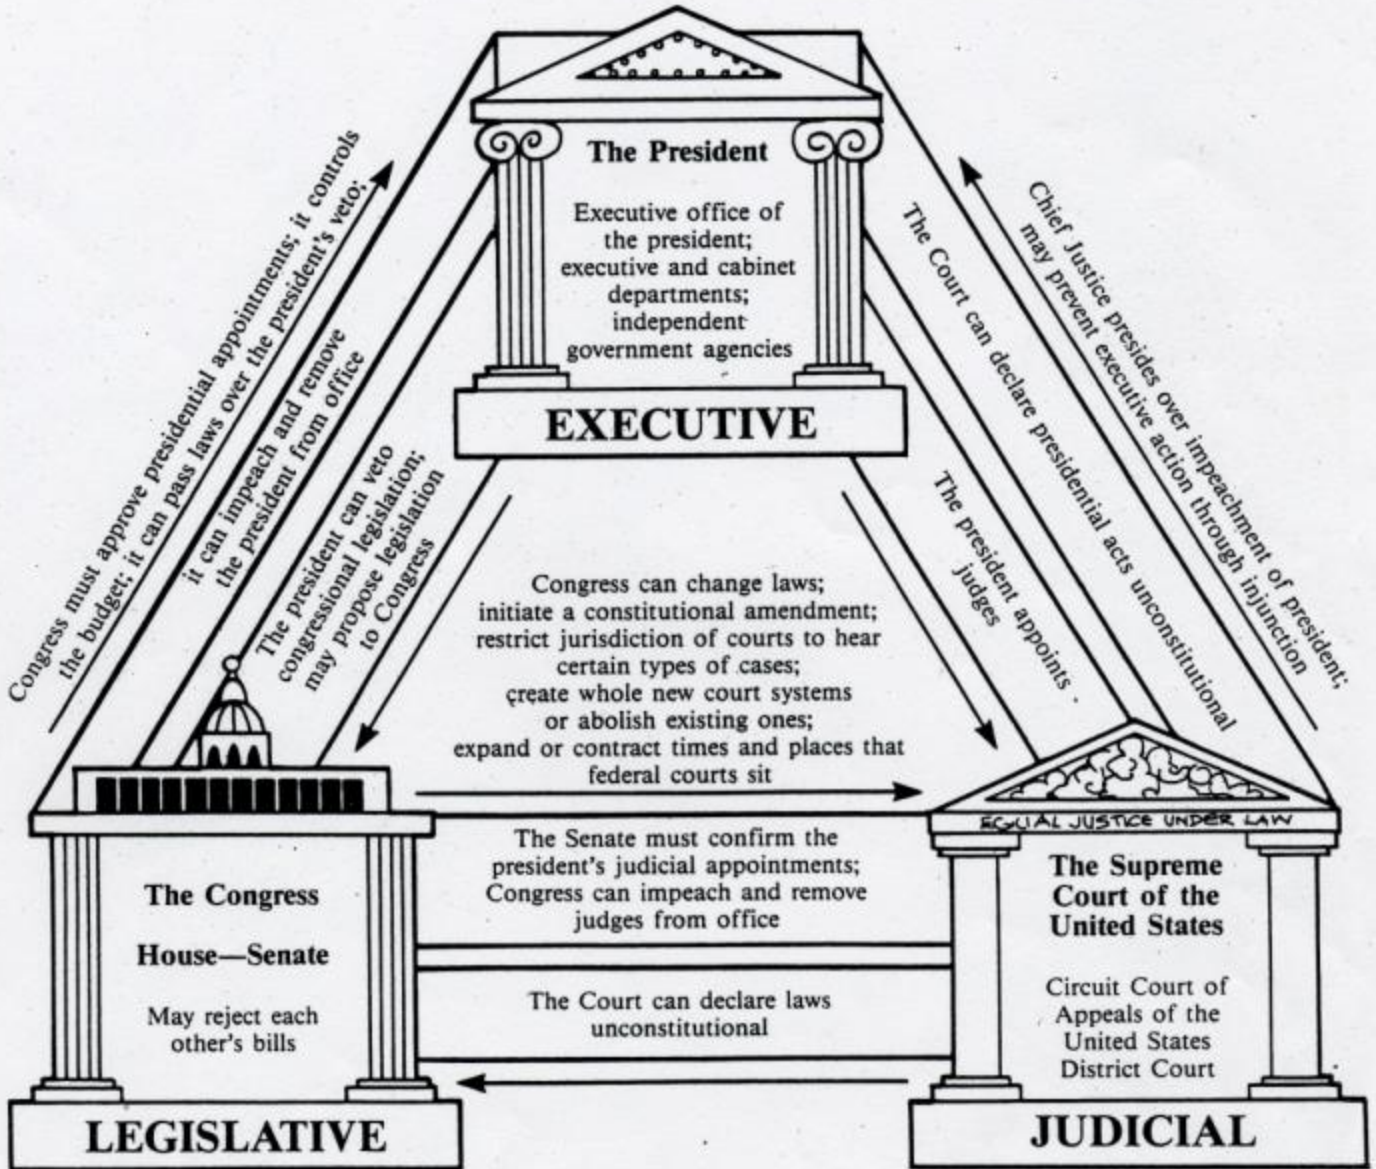 The President
Executive office of
the president;
executive and cabinet
departments;
independent
government agencies
EXECUTIVE
Congress must approve presidential appointments; it controls
the budget; it can pass laws over the president's veto;
it can impeach and remove
the president from office
The president can veto
congressional legislation;
may propose legislation
to Congress
Chief Justice presides over impeachment of president;
may prevent executive action through injunction
The Court can declare presidential acts unconstitutional
The president appoints
judges
Congress can change laws;
initiate a constitutional amendment;
restrict jurisdiction of courts to hear
certain types of cases;
create whole new court systems
or abolish existing ones;
expand or contract times and places that
federal courts sit
The Senate must confirm the
president's judicial appointments;
Congress can impeach and remove
judges from office
The Court can declare laws
unconstitutional
The Congress
House—Senate
May reject each
other's bills
LEGISLATIVE
EQUAL JUSTICE UNDER LAW
The Supreme
Court of the
United States
Circuit Court of
Appeals of the
United States
District Court
JUDICIAL